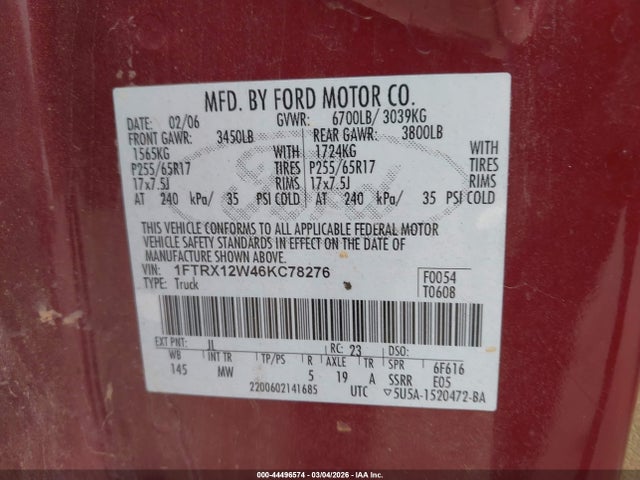 MFD. BY FORD MOTOR CO.
DATE: 02/06 GVWR: 6700LB/ 3039KG
FRONT GAWR: 3450LB REAR GAWR: 3800LB
1565KG WITH 1724KG WITH
P255/65R17 TIRES P255/65R17 TIRES
17x7.5J RIMS 17x7.5J RIMS
AT 240 kPa/ 35 PSI COLD AT 240 kPa/ 35 PSI COLD
THIS VEHICLE CONFORMS TO ALL APPLICABLE FEDERAL MOTOR
VEHICLE SAFETY STANDARDS IN EFFECT ON THE DATE OF
MANUFACTURE SHOWN ABOVE.
VIN: 1FTRX12W46KC78276 F0054
TYPE: Truck T0608
EXT PNT: JL RC: 23 DSO:
WB INT TR TP/PS R AXLE TR SPR 6F616
145 MW 5 19 A SSRR E05
2200602141685 UTC ▽5U5A-1520472-BA
000-44496574 | 03/04/2026 | IAA Inc.